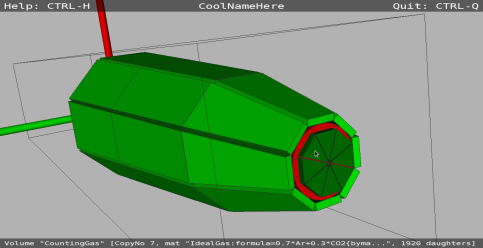 Help: CTRL-H CoolNameHere Quit: CTRL-Q
Volume "CountingGas" [CopyNo 7, mat "IdealGas:formula=0.7*Ar+0.3*CO2{byma...", 1920 daughters]